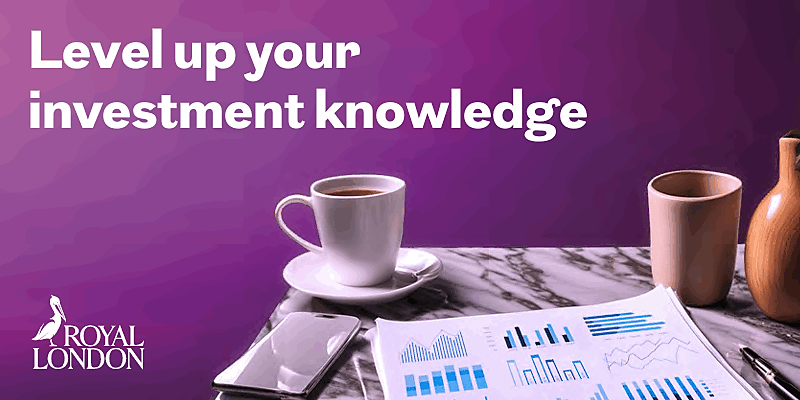 Level up your
investment knowledge
ROYAL
LONDON